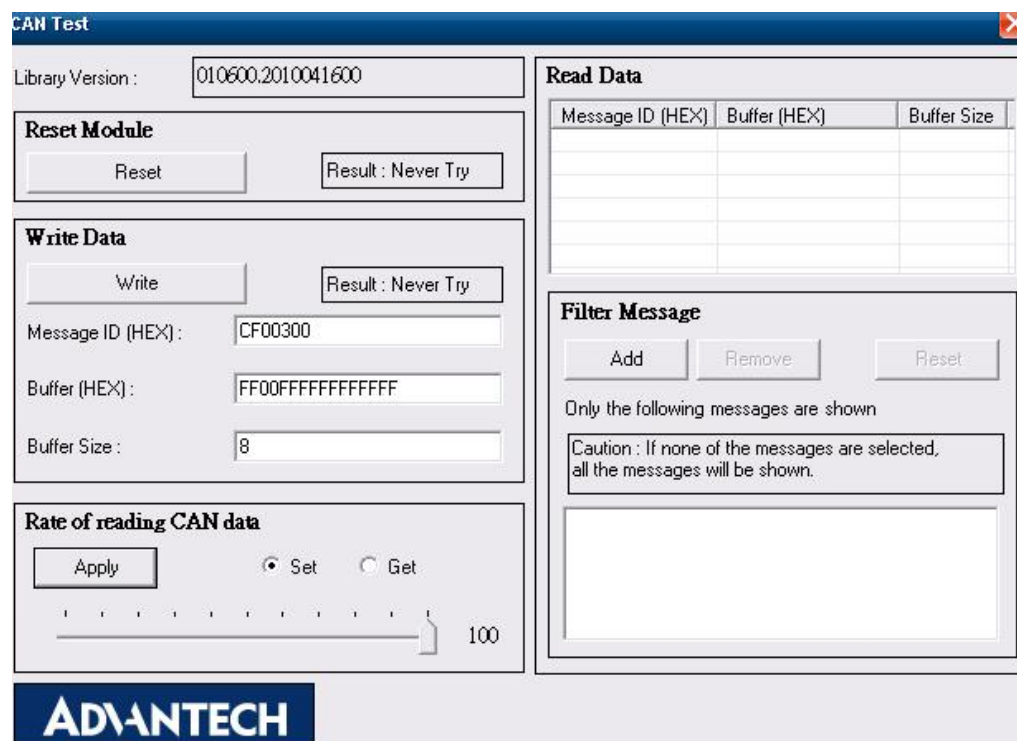 CAN Test
Library Version :
010600.2010041600
Reset Module
Reset
Result : Never Try
Write Data
Write
Result : Never Try
Message ID (HEX) :
CF00300
Buffer (HEX) :
FF00FFFFFFFFFFFF
Buffer Size :
8
Rate of reading CAN data
Apply
Set
Get
100
ADVANTECH
Read Data
Message ID (HEX)
Buffer (HEX)
Buffer Size
Filter Message
Add
Remove
Reset
Only the following messages are shown
Caution : If none of the messages are selected,
all the messages will be shown.